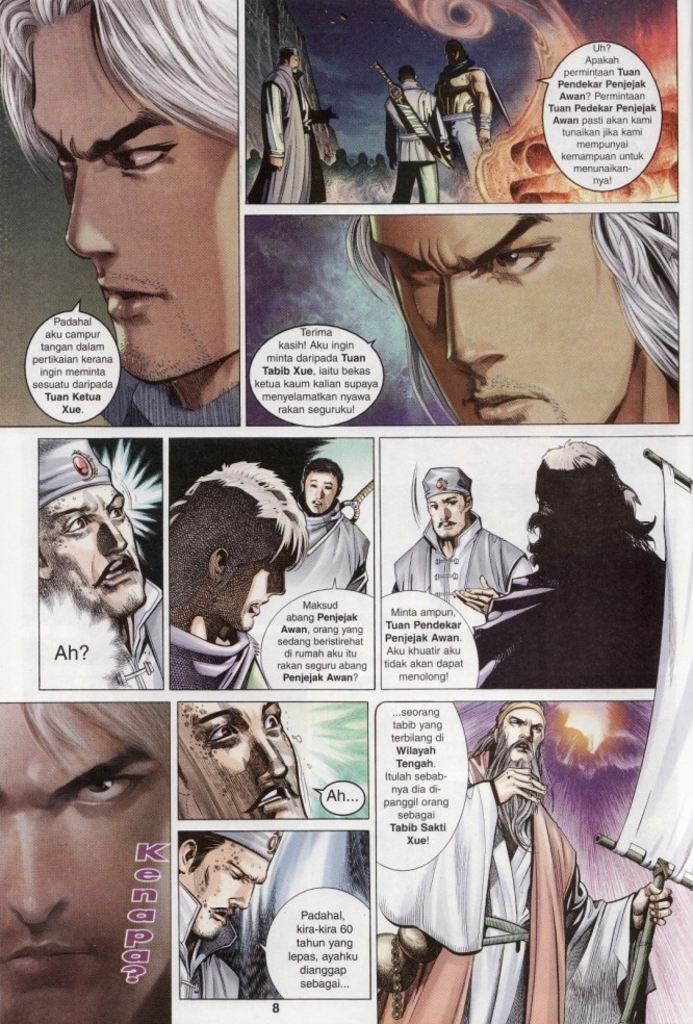 Uh?
Apakah
permintaan Tuan
Pendekar Penjejak
Awan? Permintaan
Tuan Pedekar Penjejak
Awan pasti akan kami
tunaikan jika kami
mempunyai
kemampuan untuk
menunaikan-
nya!
Padahal
aku campur
tangan dalam
pertikaian kerana
ingin meminta
sesuatu daripada
Tuan Ketua
Xue.
Terima
kasih! Aku ingin
minta daripada Tuan
Tabib Xue, iaitu bekas
ketua kaum kalian supaya
menyelamatkan nyawa
rakan seguruku!
Ah?
Maksud
abang Penjejak
Awan, orang yang
sedang beristirehat
di rumah aku itu
rakan seguru abang
Penjejak Awan?
Minta ampun,
Tuan Pendekar
Penjejak Awan.
Aku khuatir aku
tidak akan dapat
menolong!
Kenapa?
Ah...
Padahal,
kira-kira 60
tahun yang
lepas, ayahku
dianggap
sebagai...
...seorang
tabib yang
terbilang di
Wilayah
Tengah.
Itulah sebab-
nya dia di-
panggil orang
sebagai
Tabib Sakti
Xue!
8